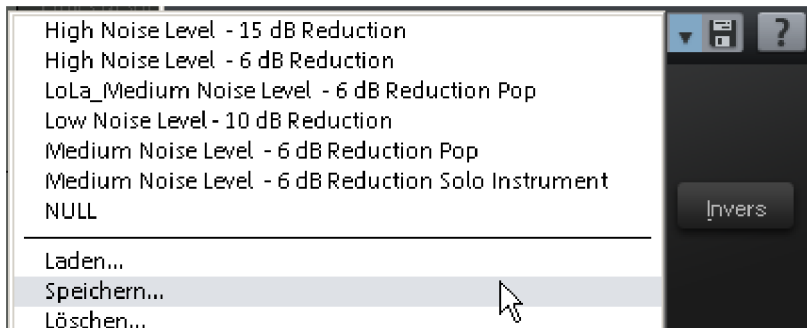 High Noise Level - 15 dB Reduction
High Noise Level - 6 dB Reduction
LoLa_Medium Noise Level - 6 dB Reduction Pop
Low Noise Level - 10 dB Reduction
Medium Noise Level - 6 dB Reduction Pop
Medium Noise Level - 6 dB Reduction Solo Instrument
NULL
Laden...
Speichern...
Löschen...
?
Invers